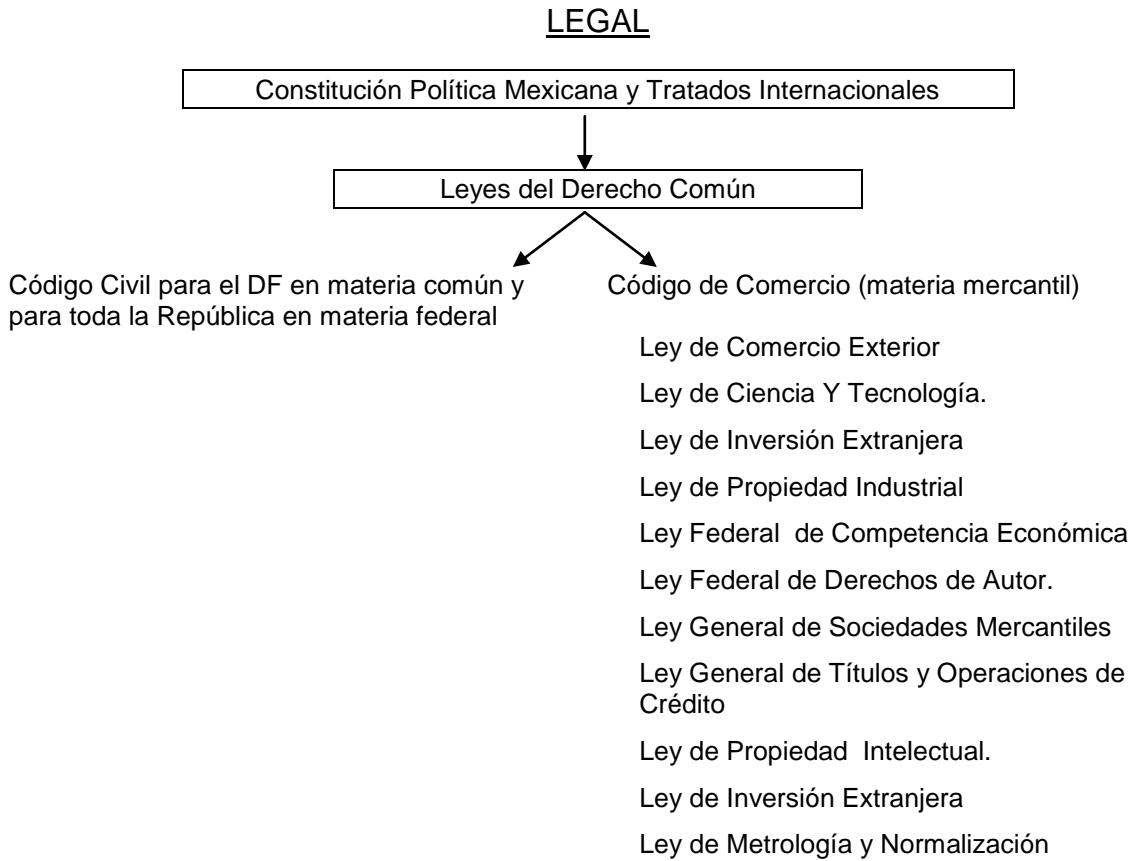 LEGAL
Constitución Política Mexicana y Tratados Internacionales
Leyes del Derecho Común
Código Civil para el DF en materia común y
para toda la República en materia federal
Código de Comercio (materia mercantil)
Ley de Comercio Exterior
Ley de Ciencia Y Tecnología.
Ley de Inversión Extranjera
Ley de Propiedad Industrial
Ley Federal  de Competencia Económica
Ley Federal de Derechos de Autor.
Ley General de Sociedades Mercantiles
Ley General de Títulos y Operaciones de
Crédito
Ley de Propiedad  Intelectual.
Ley de Inversión Extranjera
Ley de Metrología y Normalización